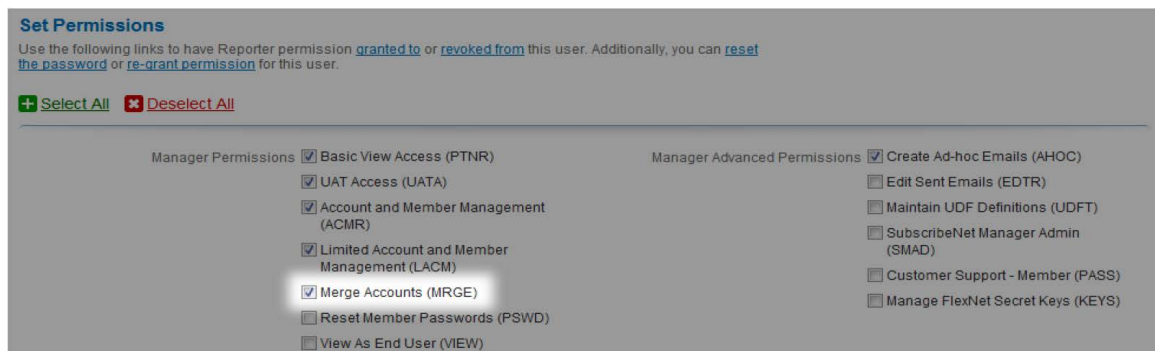 Set Permissions
Use the following links to have Reporter permission granted to or revoked from this user. Additionally, you can reset
the password or re-grant permission for this user.
Select All Deselect All
Manager Permissions Basic View Access (PTNR)
UAT Access (UATA)
Account and Member Management
(ACMR)
Limited Account and Member
Management (LACM)
Merge Accounts (MRGE)
Reset Member Passwords (PSWD)
View As End User (VIEW)
Manager Advanced Permissions Create Ad-hoc Emails (AHOC)
Edit Sent Emails (EDTR)
Maintain UDF Definitions (UDFT)
SubscribeNet Manager Admin
(SMAD)
Customer Support - Member (PASS)
Manage FlexNet Secret Keys (KEYS)